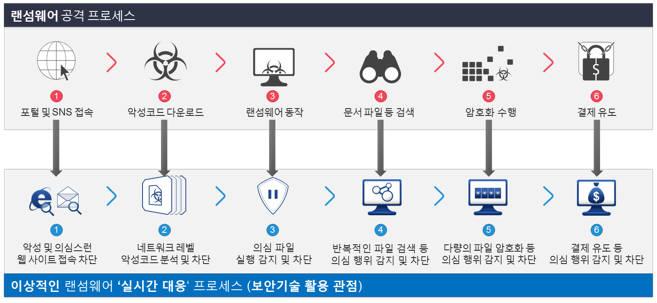 랜섬웨어 공격 프로세스
1 2 3 4 5 6
포털 및 SNS 접속
악성코드 다운로드
랜섬웨어 동작
문서 파일 등 검색
암호화 수행
결제 유도
1 2 3 4 5 6
악성 및 의심스런
웹 사이트 접속 차단
네트워크 레벨
악성코드 분석 및 차단
의심 파일
실행 감지 및 차단
반복적인 파일 검색 등
의심 행위 감지 및 차단
다량의 파일 암호화 등
의심 행위 감지 및 차단
결제 유도 등
의심 행위 감지 및 차단
이상적인 랜섬웨어 ‘실시간 대응’ 프로세스 (보안기술 활용 관점)